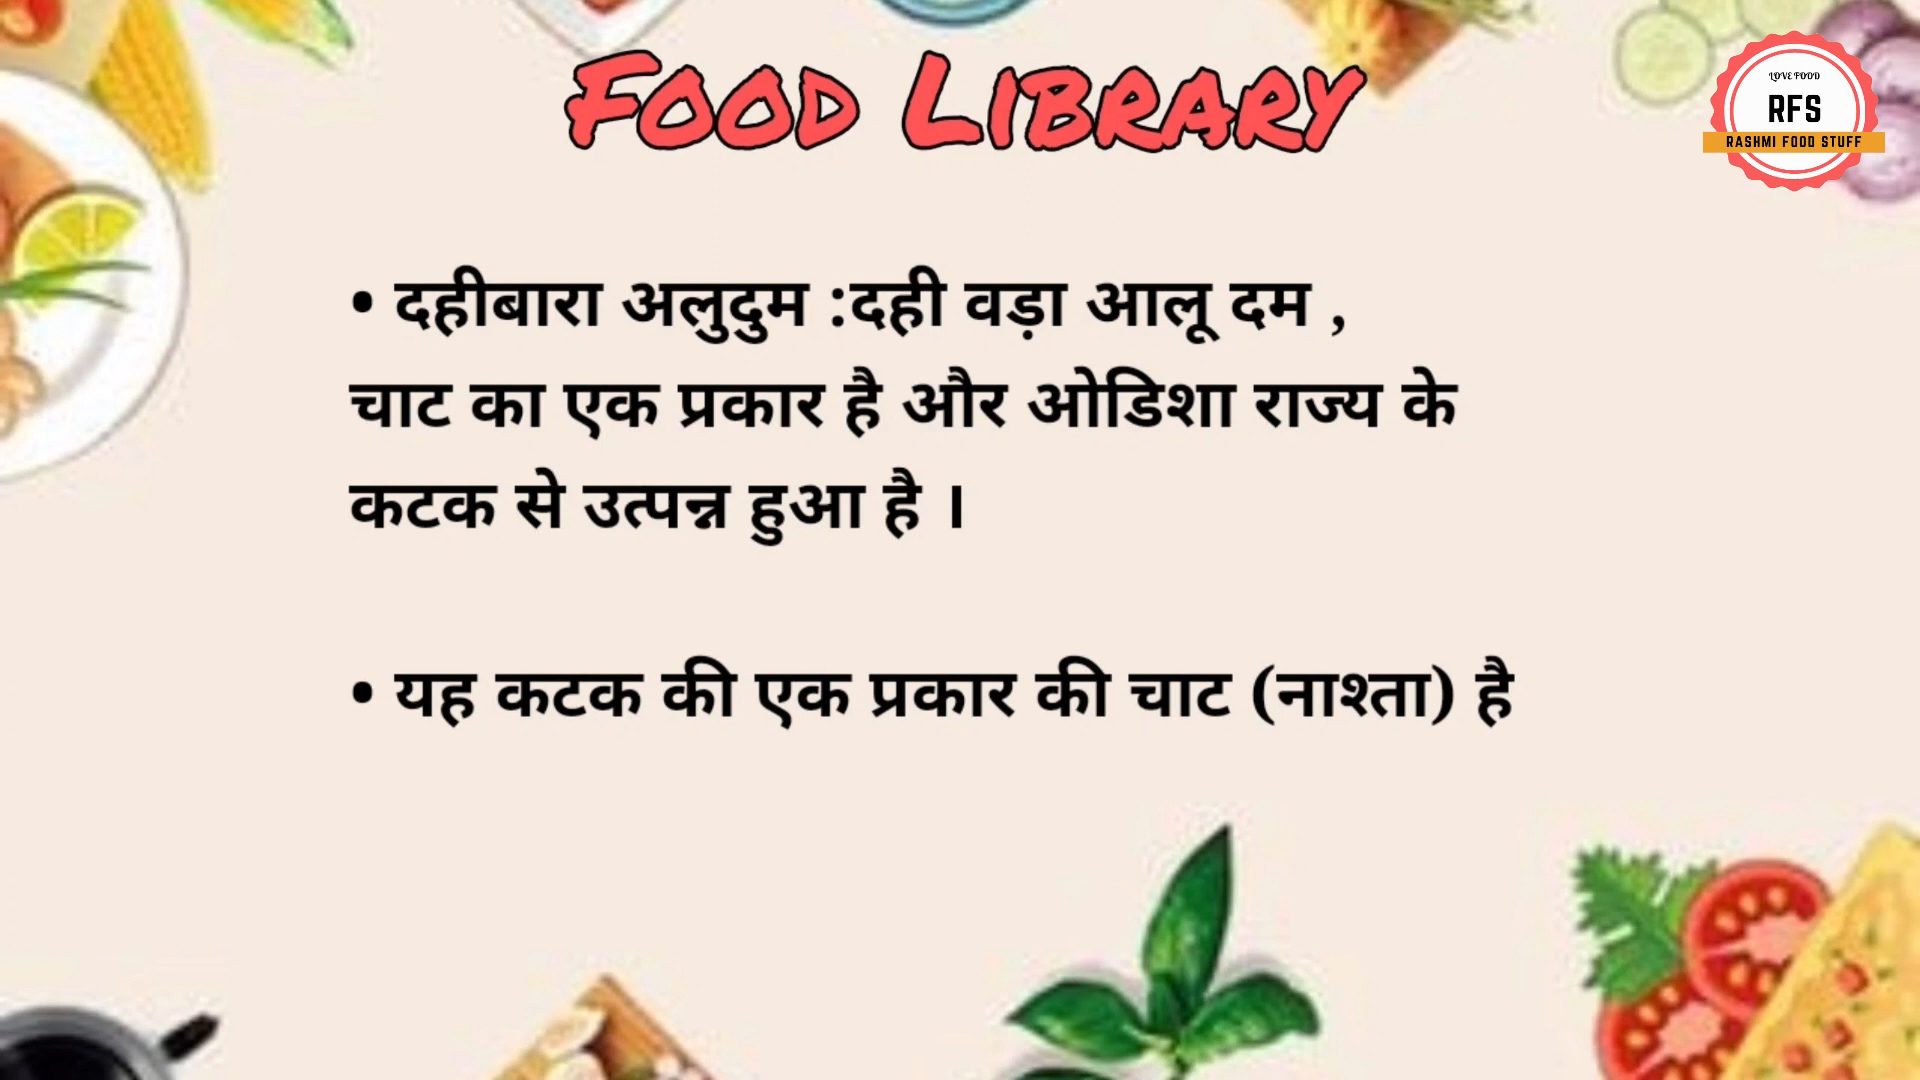 Food Library
LOVE FOOD
RFS
RASHMI FOOD STUFF
• दहीबारा अलुदुम :दही वड़ा आलू दम ,
चाट का एक प्रकार है और ओडिशा राज्य के
कटक से उत्पन्न हुआ है ।
• यह कटक की एक प्रकार की चाट (नाश्ता) है